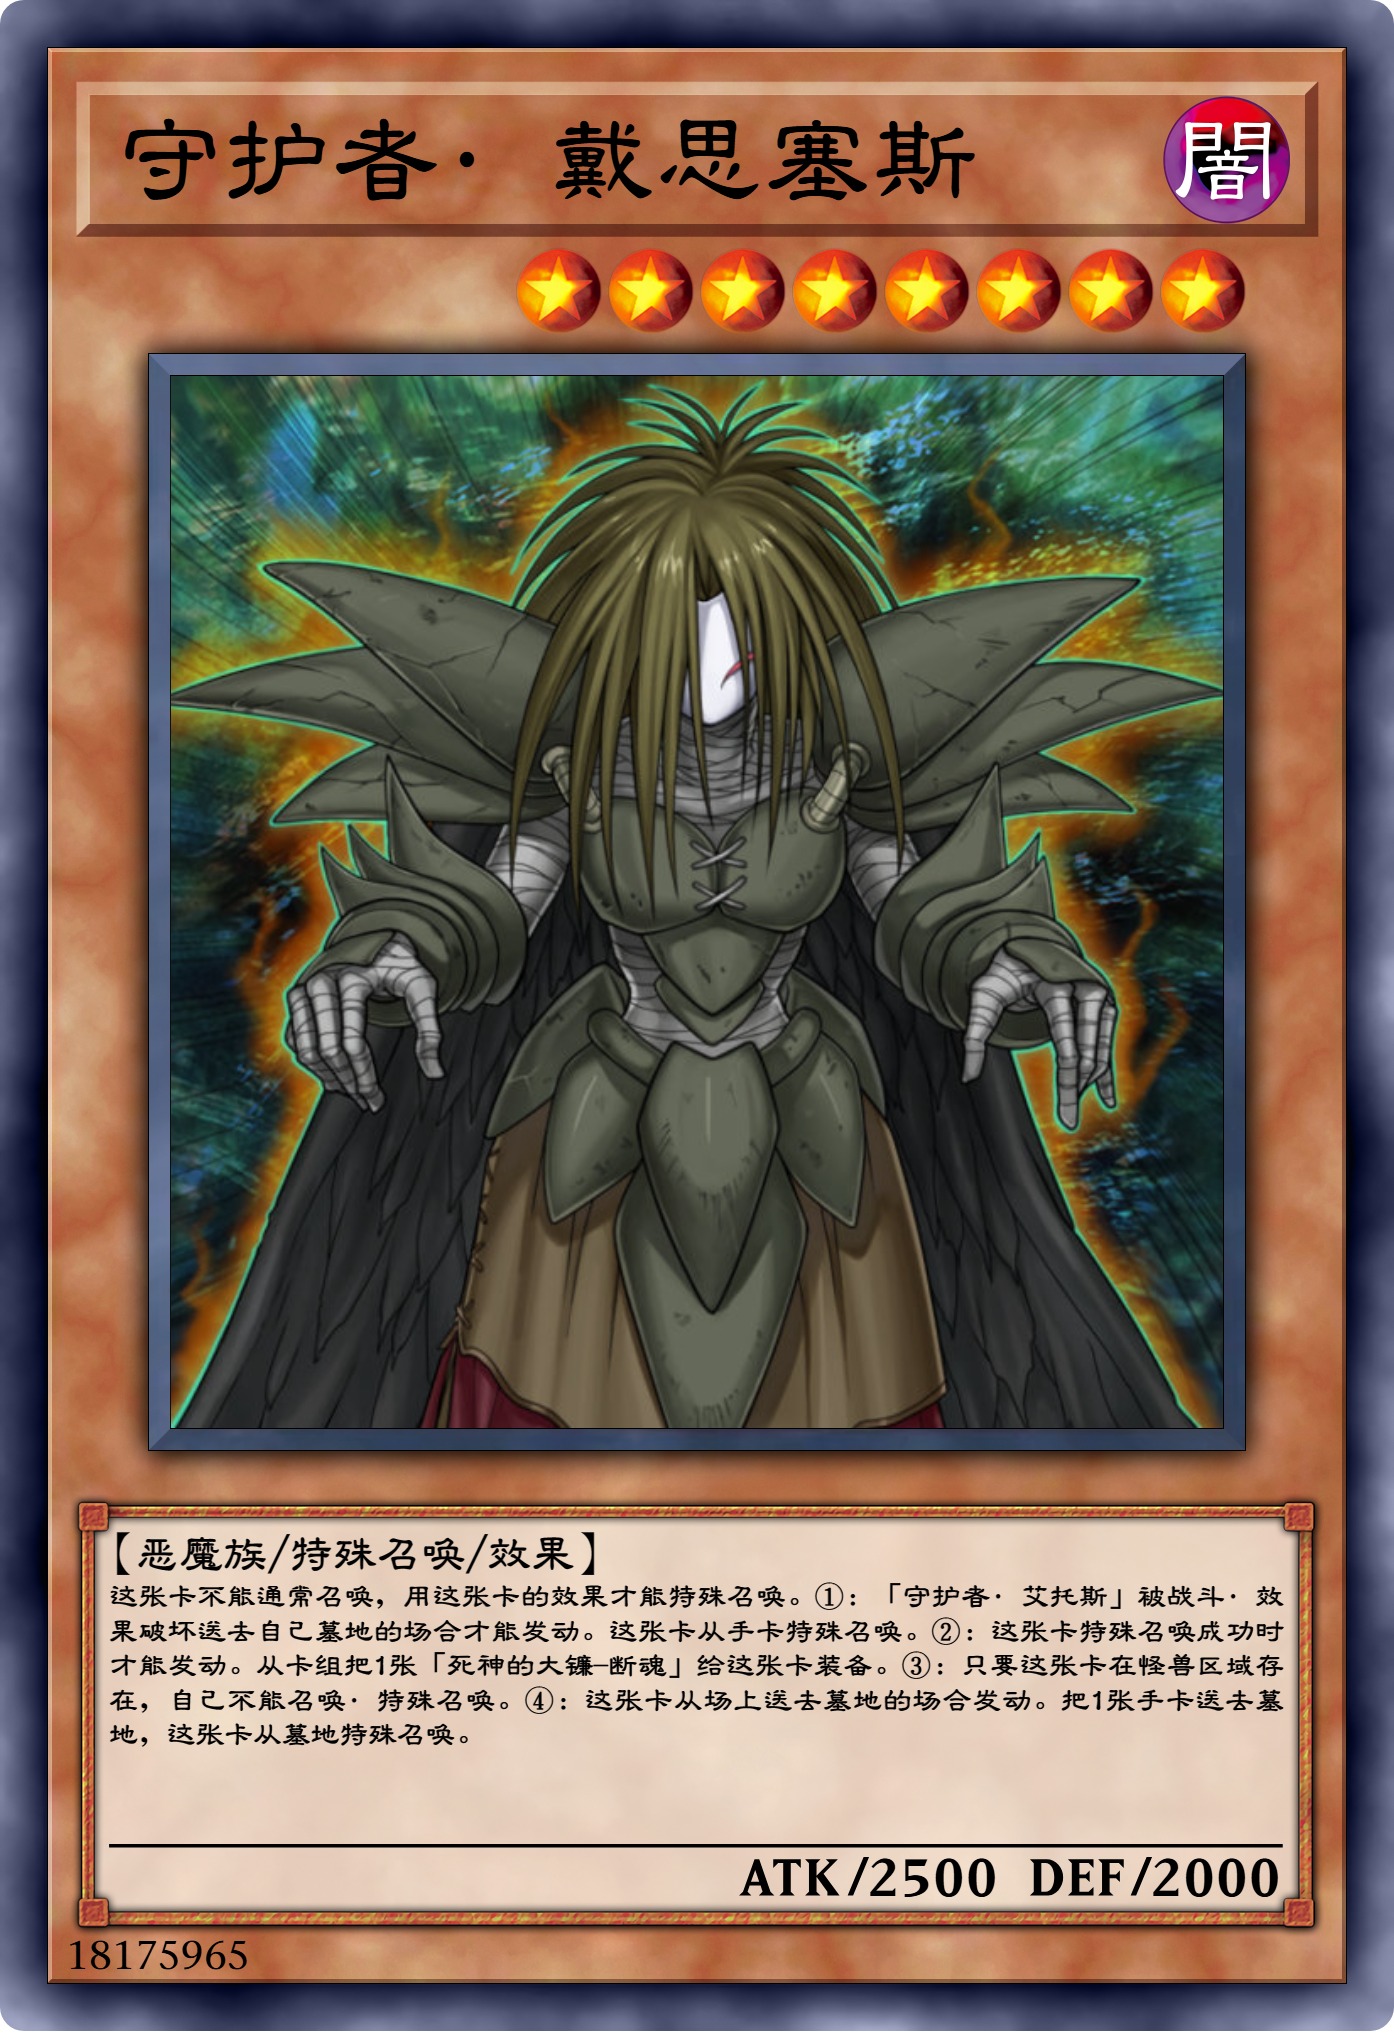 守护者·戴思塞斯
闇
【恶魔族/特殊召唤/效果】
这张卡不能通常召唤，用这张卡的效果才能特殊召唤。①：「守护者·艾托斯」被战斗·效
果破坏送去自己墓地的场合才能发动。这张卡从手卡特殊召唤。②：这张卡特殊召唤成功时
才能发动。从卡组把1张「死神的大镰-断魂」给这张卡装备。③：只要这张卡在怪兽区域存
在，自己不能召唤·特殊召唤。④：这张卡从场上送去墓地的场合发动。把1张手卡送去墓
地，这张卡从墓地特殊召唤。
ATK/2500 DEF/2000
18175965